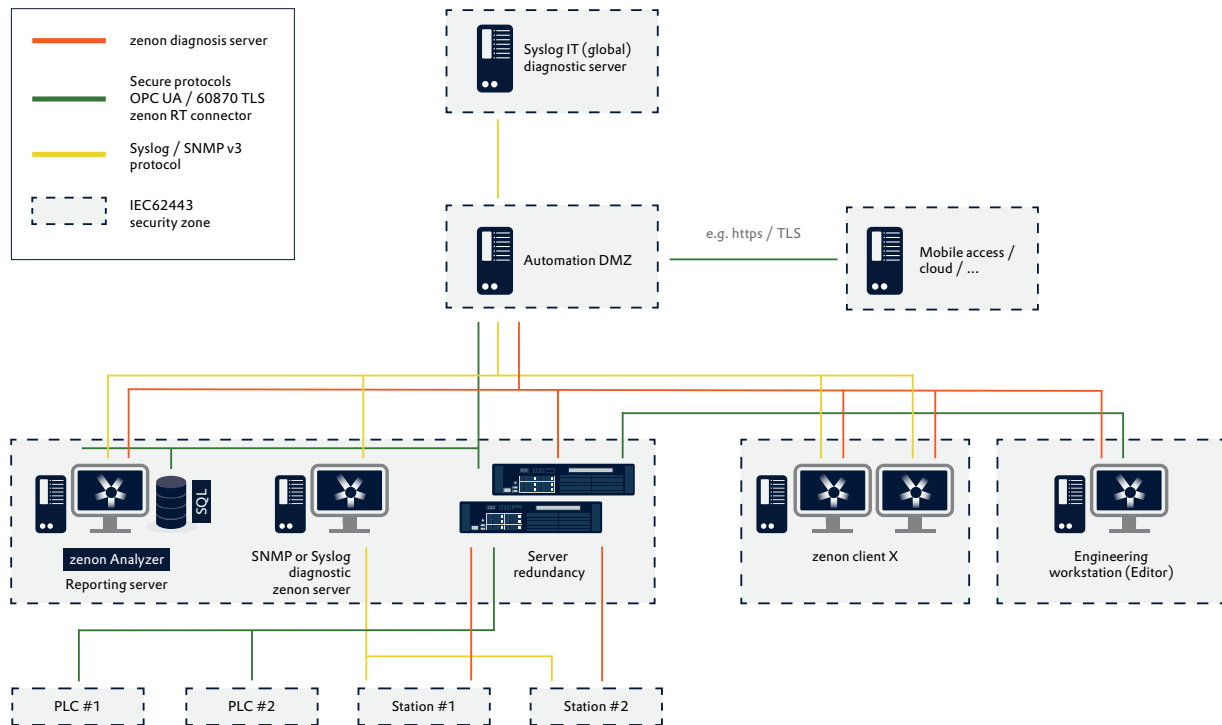 zenon diagnosis server
Secure protocols
OPC UA / 60870 TLS
zenon RT connector
Syslog / SNMP v3
protocol
IEC62443
security zone
Syslog IT (global)
diagnostic server
Automation DMZ
e.g. https / TLS
Mobile access /
cloud / ...
SQL
zenon Analyzer
Reporting server
SNMP or Syslog
diagnostic
zenon server
Server
redundancy
zenon client X
Engineering
workstation (Editor)
PLC #1
PLC #2
Station #1
Station #2